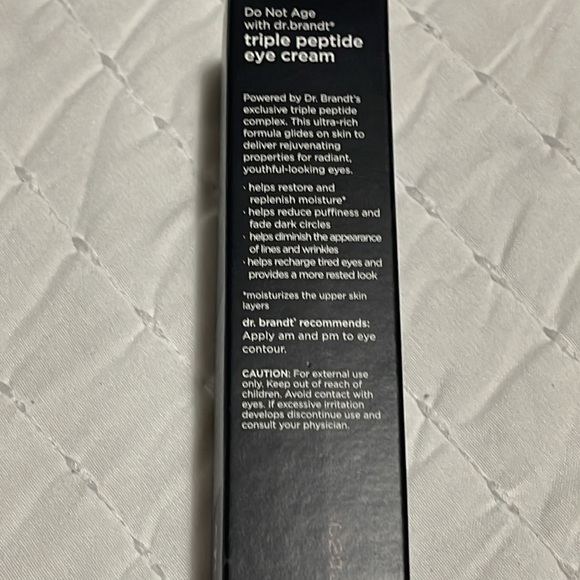 Do Not Age
with dr.brandt®
triple peptide
eye cream
Powered by Dr. Brandt's
exclusive triple peptide
complex. This ultra-rich
formula glides on skin to
deliver rejuvenating
properties for radiant,
youthful-looking eyes.
· helps restore and
replenish moisture*
· helps reduce puffiness and
fade dark circles
· helps diminish the appearance
of lines and wrinkles
· helps recharge tired eyes and
provides a more rested look
*moisturizes the upper skin
layers
dr. brandt® recommends:
Apply am and pm to eye
contour.
CAUTION: For external use
only. Keep out of reach of
children. Avoid contact with
eyes. If excessive irritation
develops discontinue use and
consult your physician.